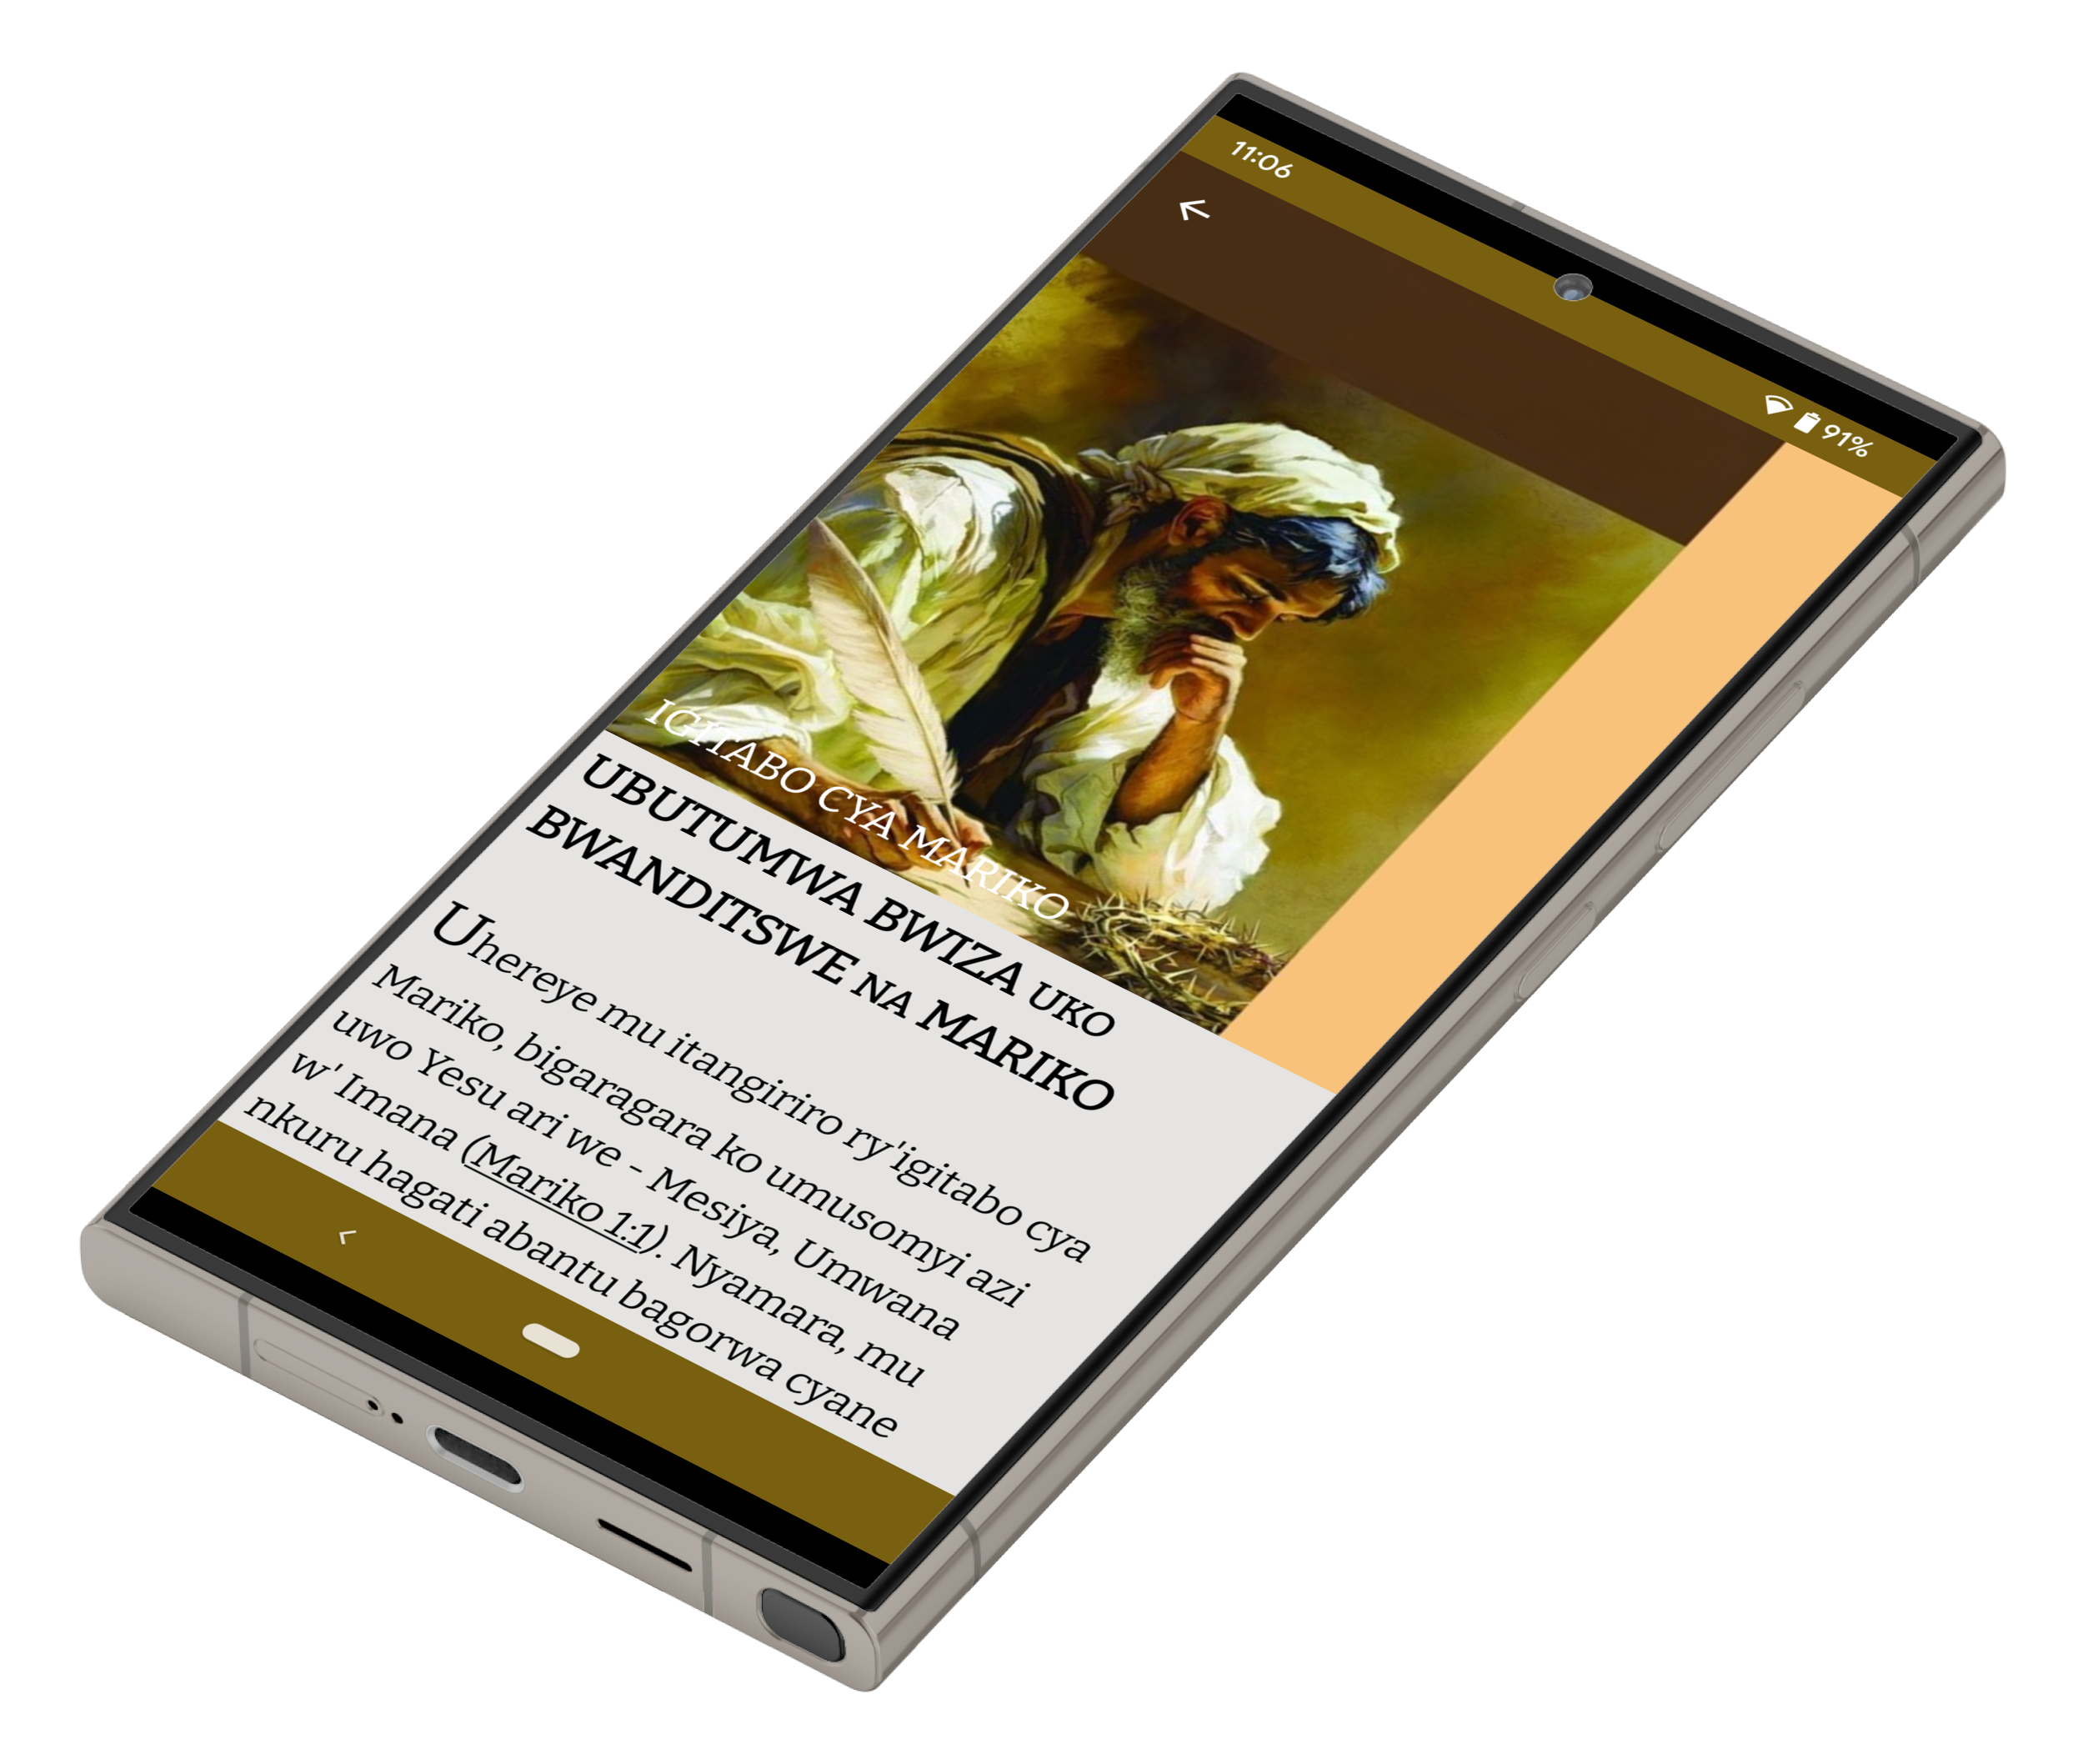 11:06
91%
IGITABO CYA MARIKO
UBUTUMWA BWIZA UKO
BWANDITSWE NA MARIKO
Uhereye mu itangiriro ry'igitabo cya
Mariko, bigaragara ko umusomyi azi
uwo Yesu ari we - Mesiya, Umwana
w' Imana (Mariko 1:1). Nyamara, mu
nkuru hagati abantu bagorwa cyane